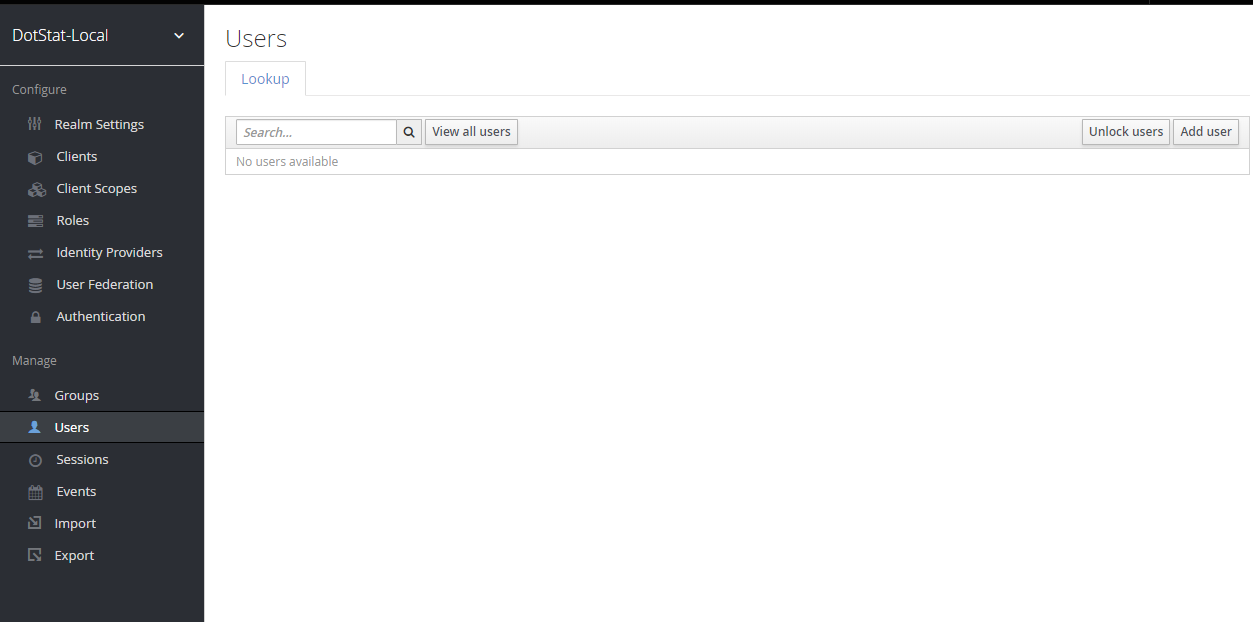 DotStat-Local
Configure
Realm Settings
Clients
Client Scopes
Roles
Identity Providers
User Federation
Authentication
Manage
Groups
Users
Sessions
Events
Import
Export
Users
Lookup
Search... View all users Unlock users Add user
No users available